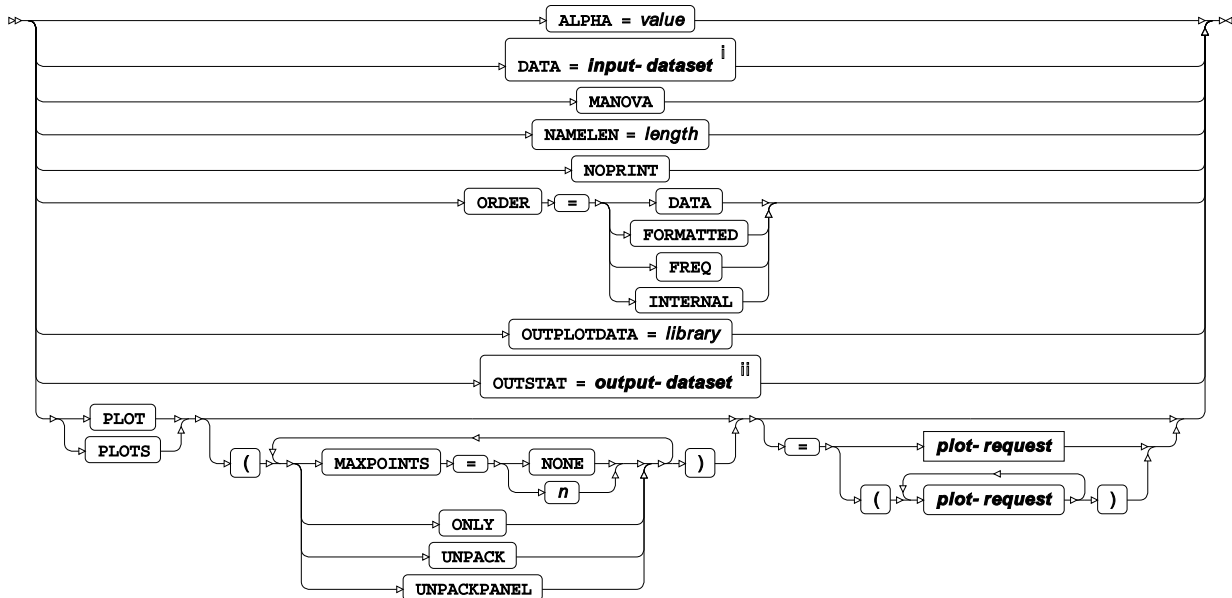 ALPHA = value
DATA = input- dataset i
MANOVA
NAMELEN = length
NOPRINT
ORDER = DATA
FORMATTED
FREQ
INTERNAL
OUTPLOTDATA = library
OUTSTAT = output- dataset ii
PLOT
PLOTS
( MAXPOINTS = NONE )
n
ONLY
UNPACK
UNPACKPANEL
= plot- request
( plot- request )